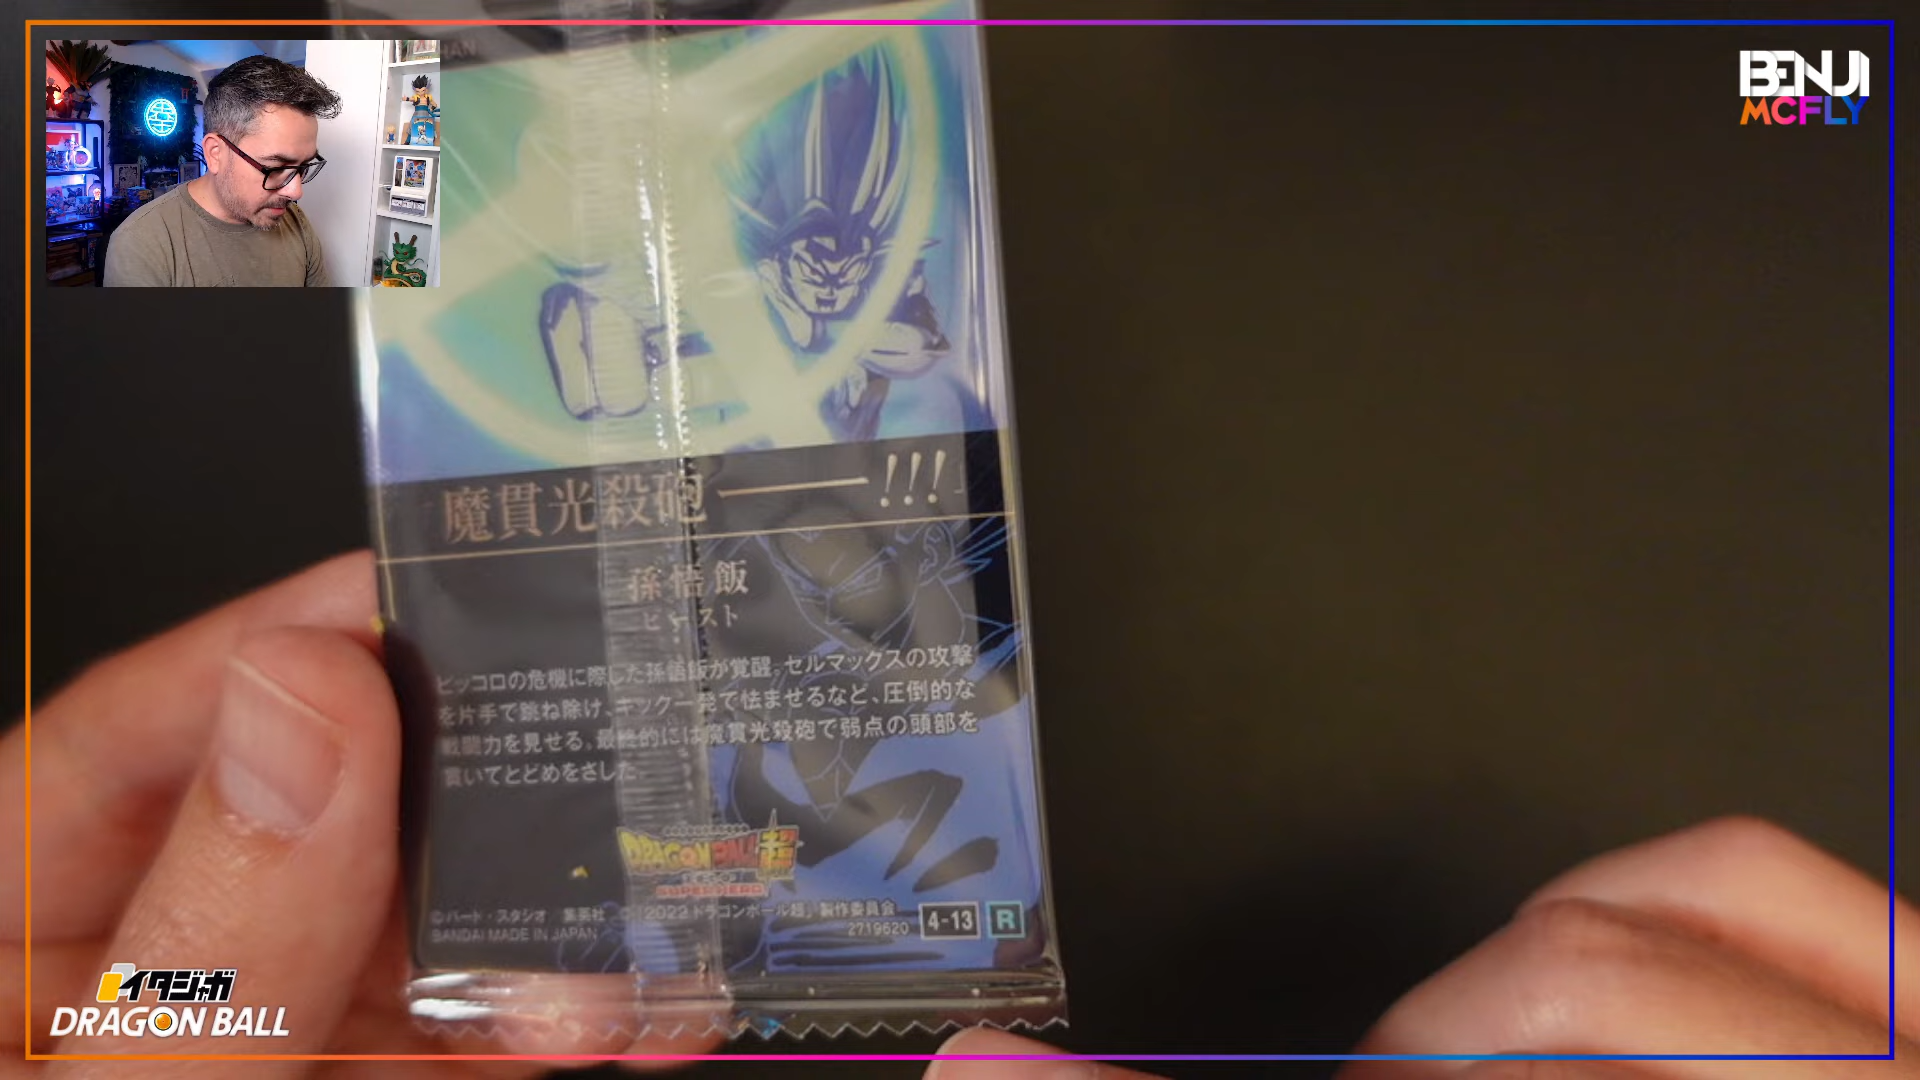 BENJI
MCFLY
魔貫光殺砲━━!!!
孫悟飯
ビースト
ピッコロの危機に際した孫悟飯が覚醒。セルマックスの攻撃
を片手で跳ね除け、キック一発で怯ませるなど、圧倒的な
戦闘力を見せる。最終的には魔貫光殺砲で弱点の頭部を
貫いてとどめをさした。
DRAGON BALL超
SUPER HERO
©バード・スタジオ/集英社 ©「2022ドラゴンボール超」製作委員会
BANDAI MADE IN JAPAN
2719620
4-13
R
イタジャガ
DRAGON BALL